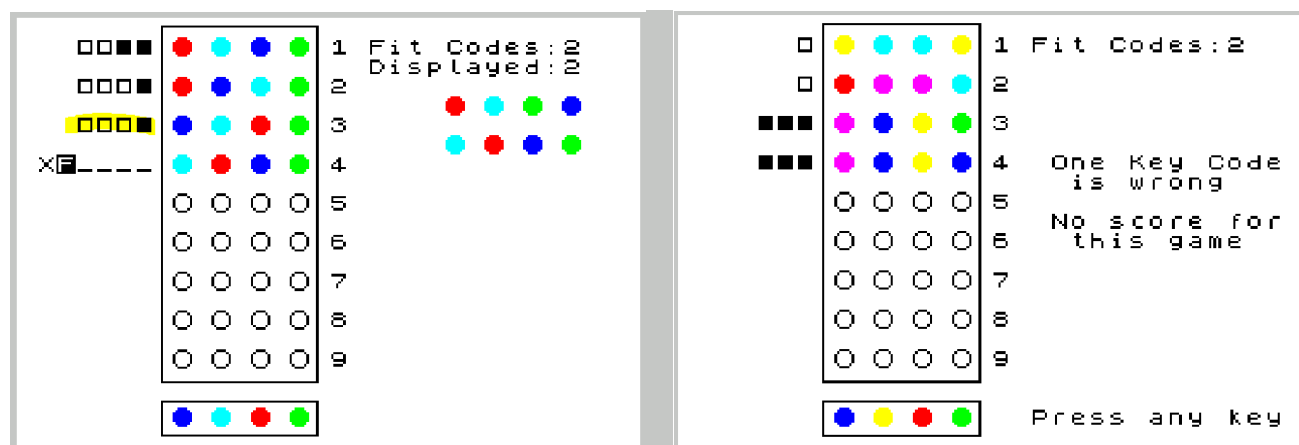 1 Fit Codes:2
Displayed:2
2
3
XF____ 4
5
6
7
8
9
1 Fit Codes:2
2
3
4 One Key Code
is wrong
5
No score for
6 this game
7
8
9
Press any key